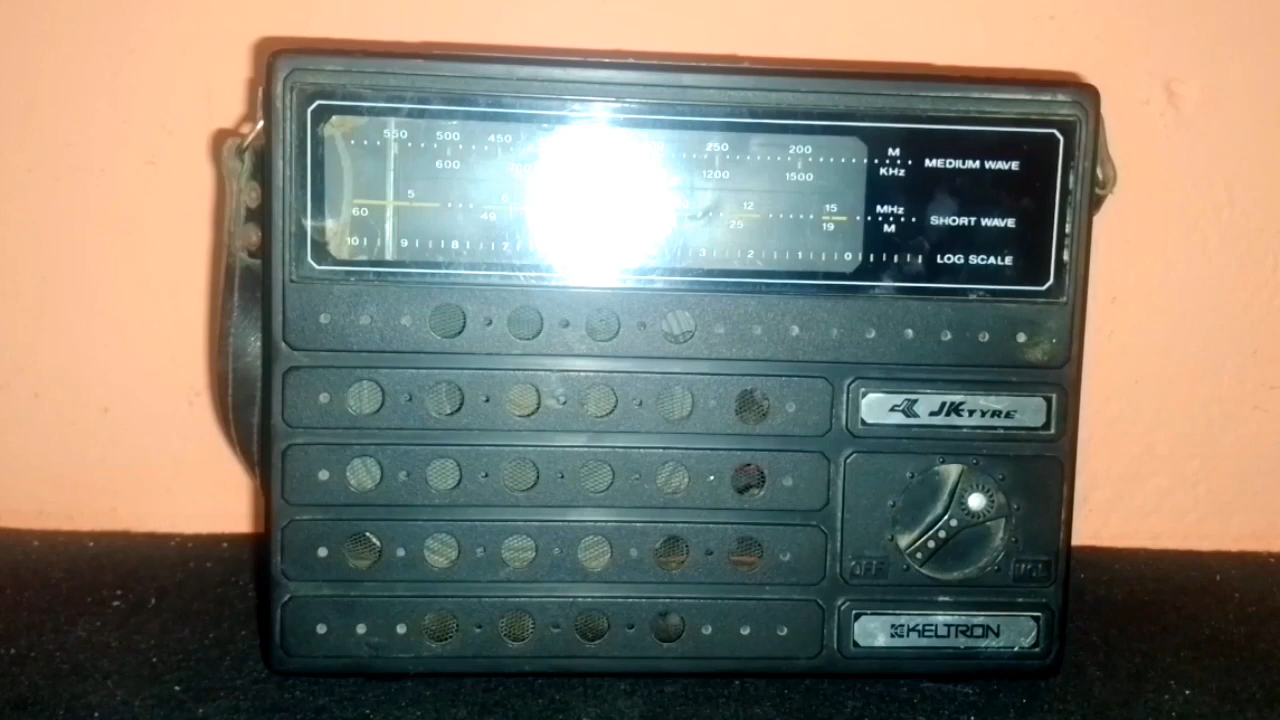 550 500 450 250 200 M
600 1200 1500 KHz MEDIUM WAVE
5 12 15 MHz
60 49 25 19 M SHORT WAVE
10 9 8 7 3 2 1 0 LOG SCALE
JK TYRE
OFF VOL
KELTRON